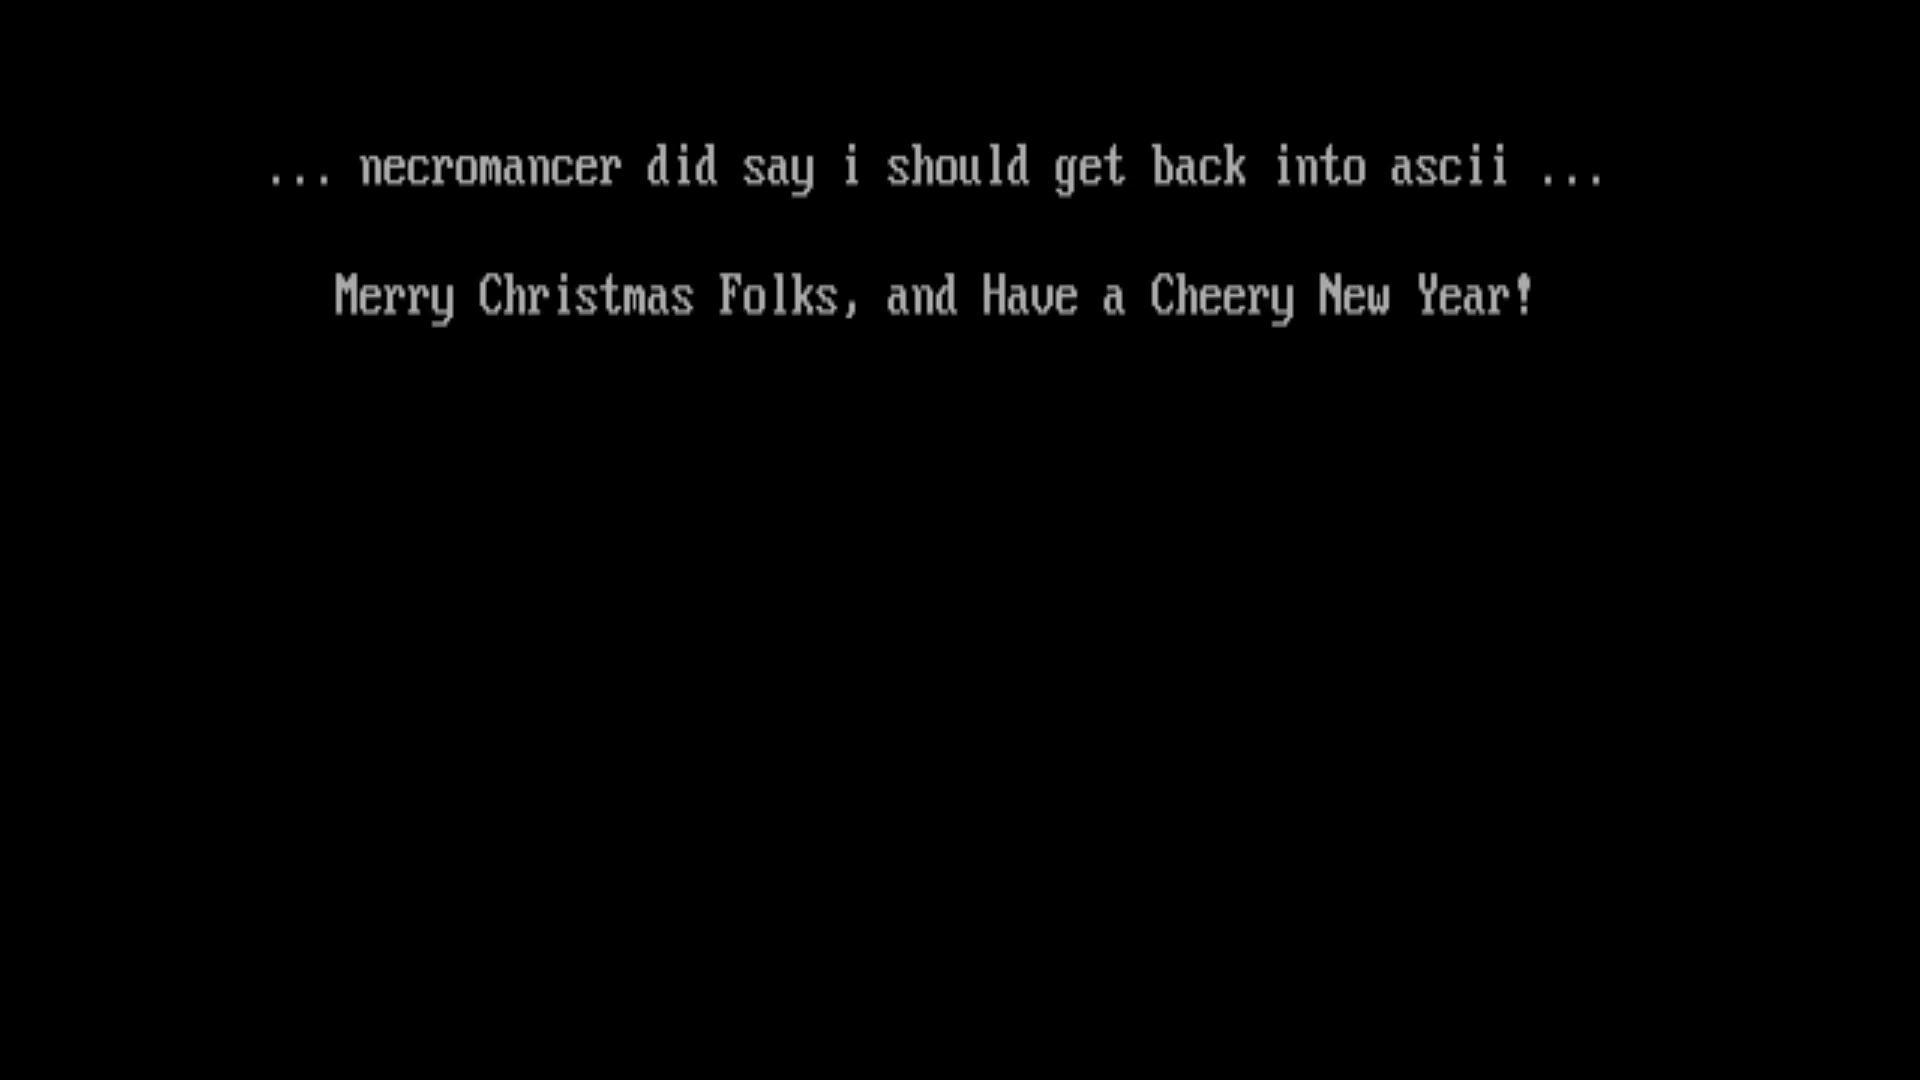 ... necromancer did say i should get back into ascii ...
Merry Christmas Folks, and Have a Cheery New Year!